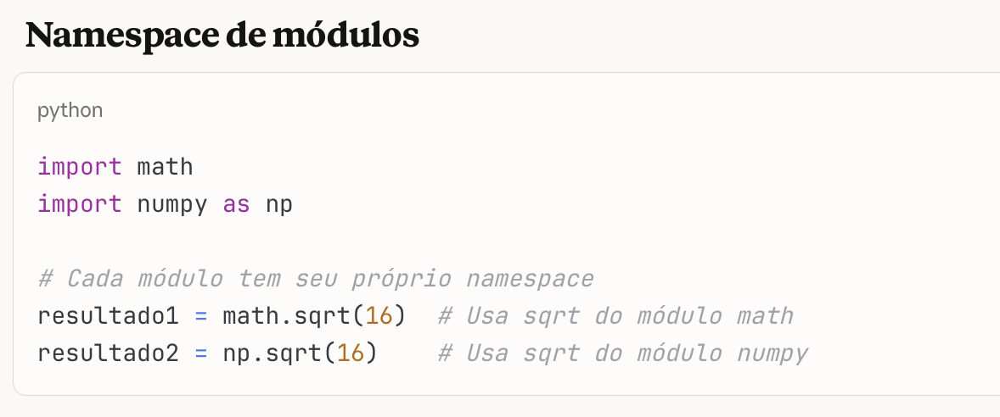 Namespace de módulos
python
import math
import numpy as np
# Cada módulo tem seu próprio namespace
resultado1 = math.sqrt(16)  # Usa sqrt do módulo math
resultado2 = np.sqrt(16)    # Usa sqrt do módulo numpy